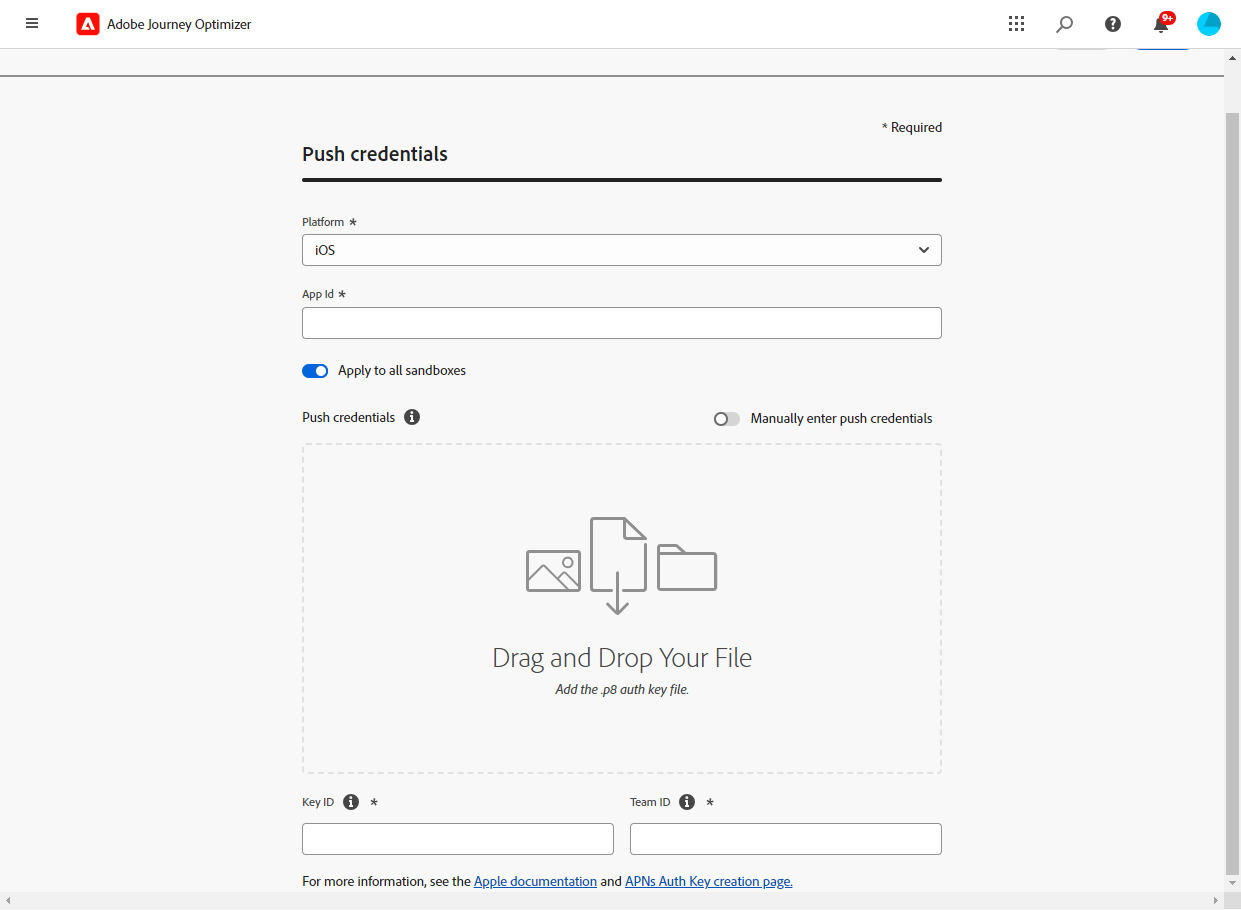 Adobe Journey Optimizer
9+
* Required
Push credentials
Platform *
iOS
App Id *
Apply to all sandboxes
Push credentials
Manually enter push credentials
Drag and Drop Your File
Add the .p8 auth key file.
Key ID *
Team ID *
For more information, see the Apple documentation and APNs Auth Key creation page.